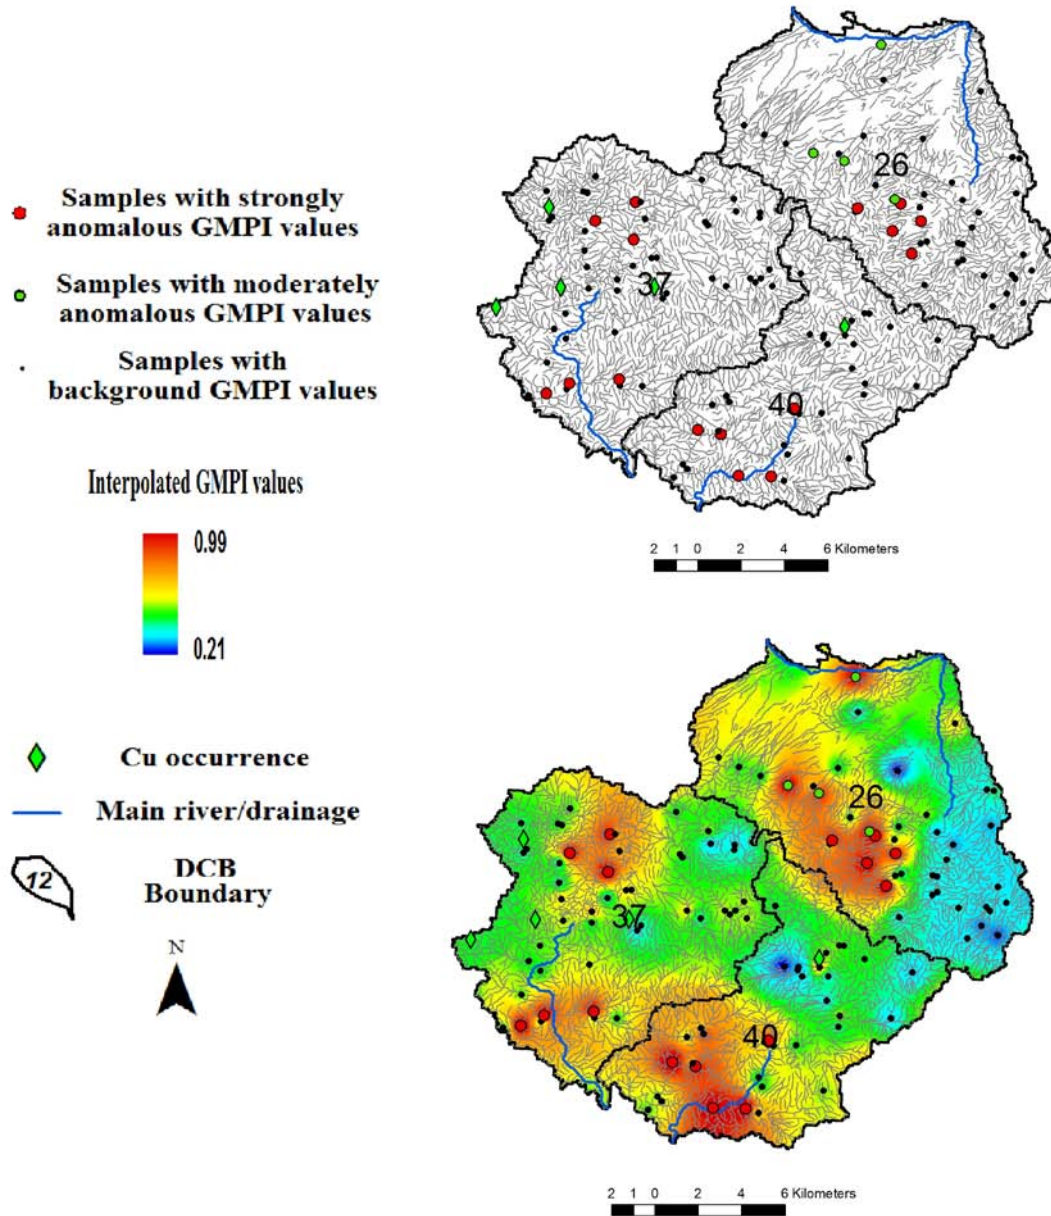 Samples with strongly
anomalous GMPI values
Samples with moderately
anomalous GMPI values
Samples with
background GMPI values
Interpolated GMPI values
0.99
0.21
Cu occurrence
Main river/drainage
12
DCB
Boundary
N
26
37
40
2 1 0 2 4 6 Kilometers
26
37
40
2 1 0 2 4 6 Kilometers